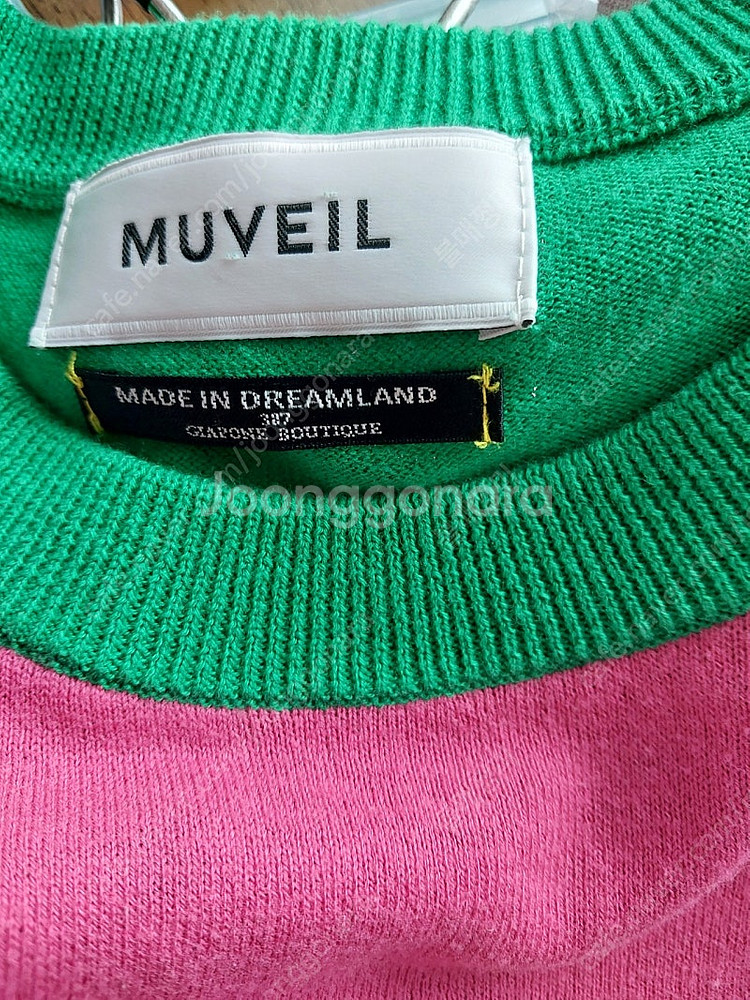 MUVEIL
MADE IN DREAMLAND
387
GIAPONE BOUTIQUE
Joonggonara